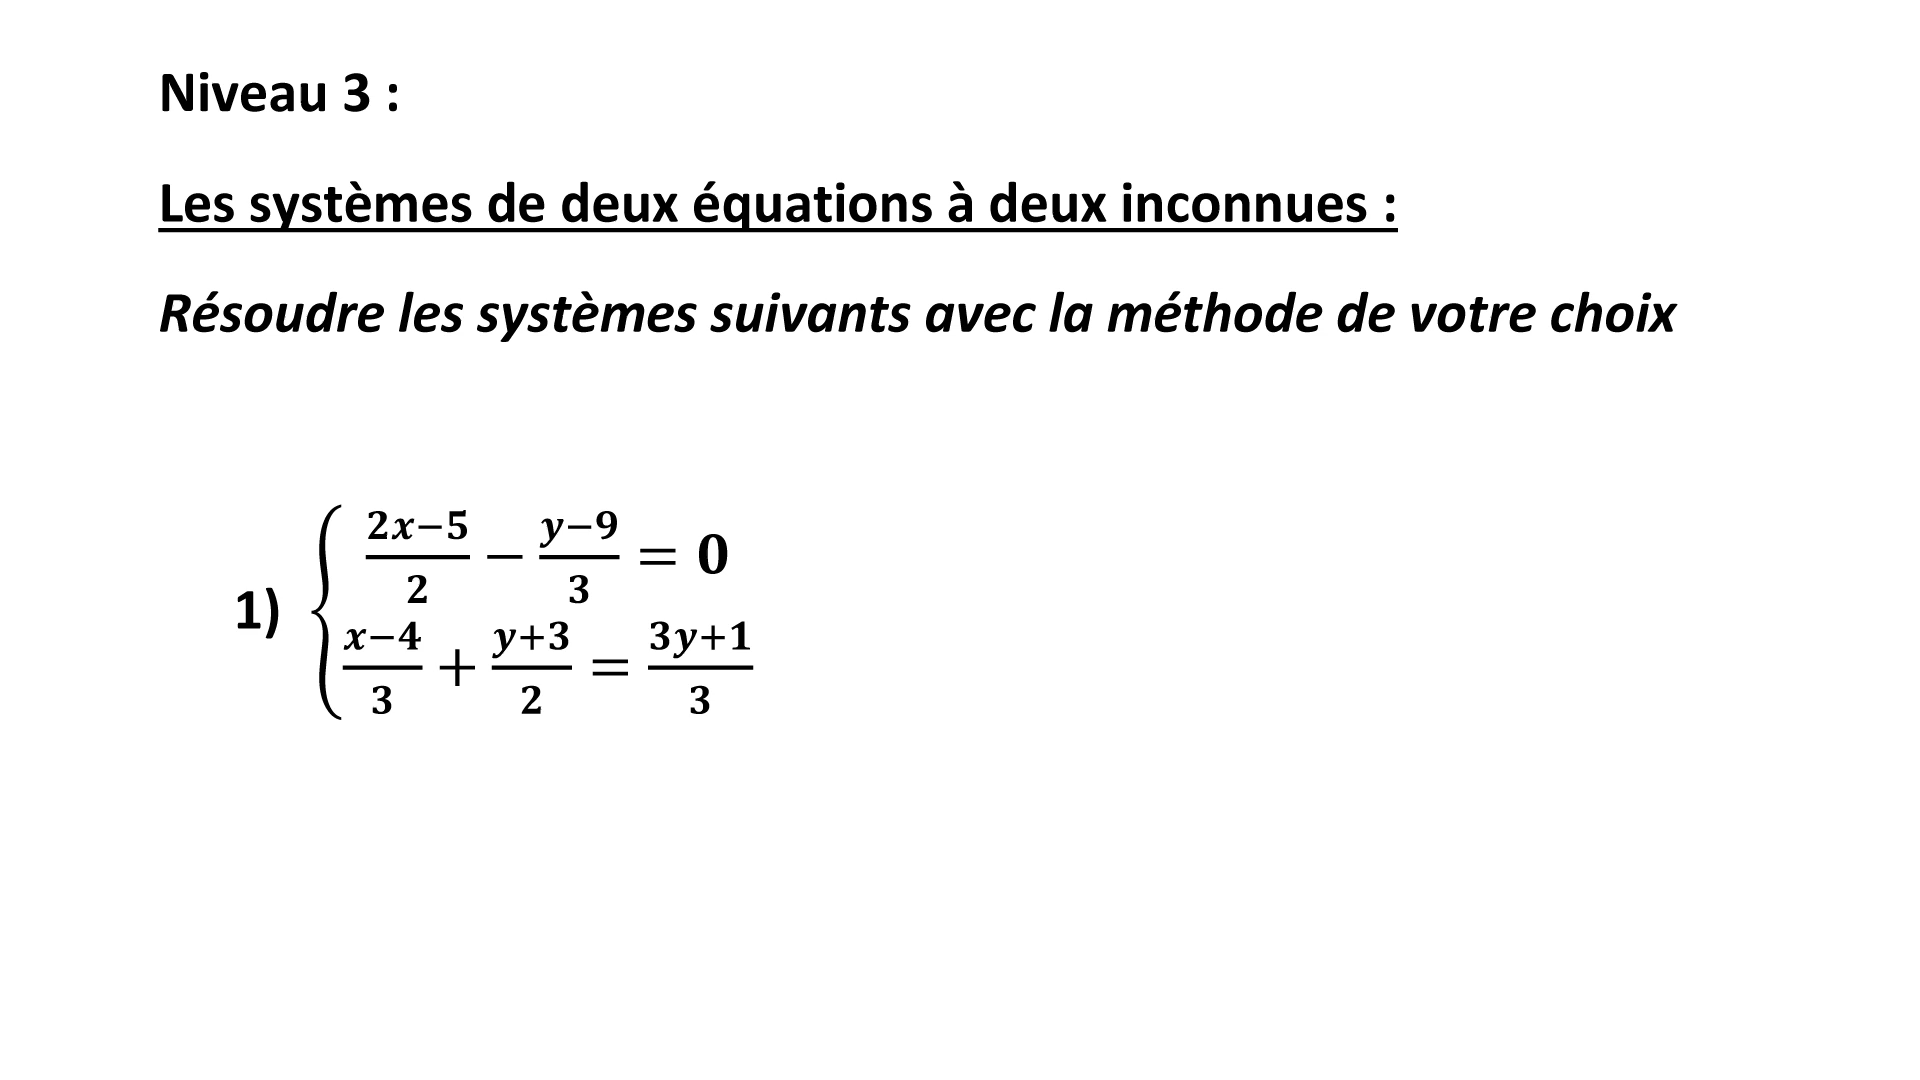 Niveau 3 :
Les systèmes de deux équations à deux inconnues :
Résoudre les systèmes suivants avec la méthode de votre choix
1) { (2x−5)/2 − (y−9)/3 = 0
(x−4)/3 + (y+3)/2 = (3y+1)/3